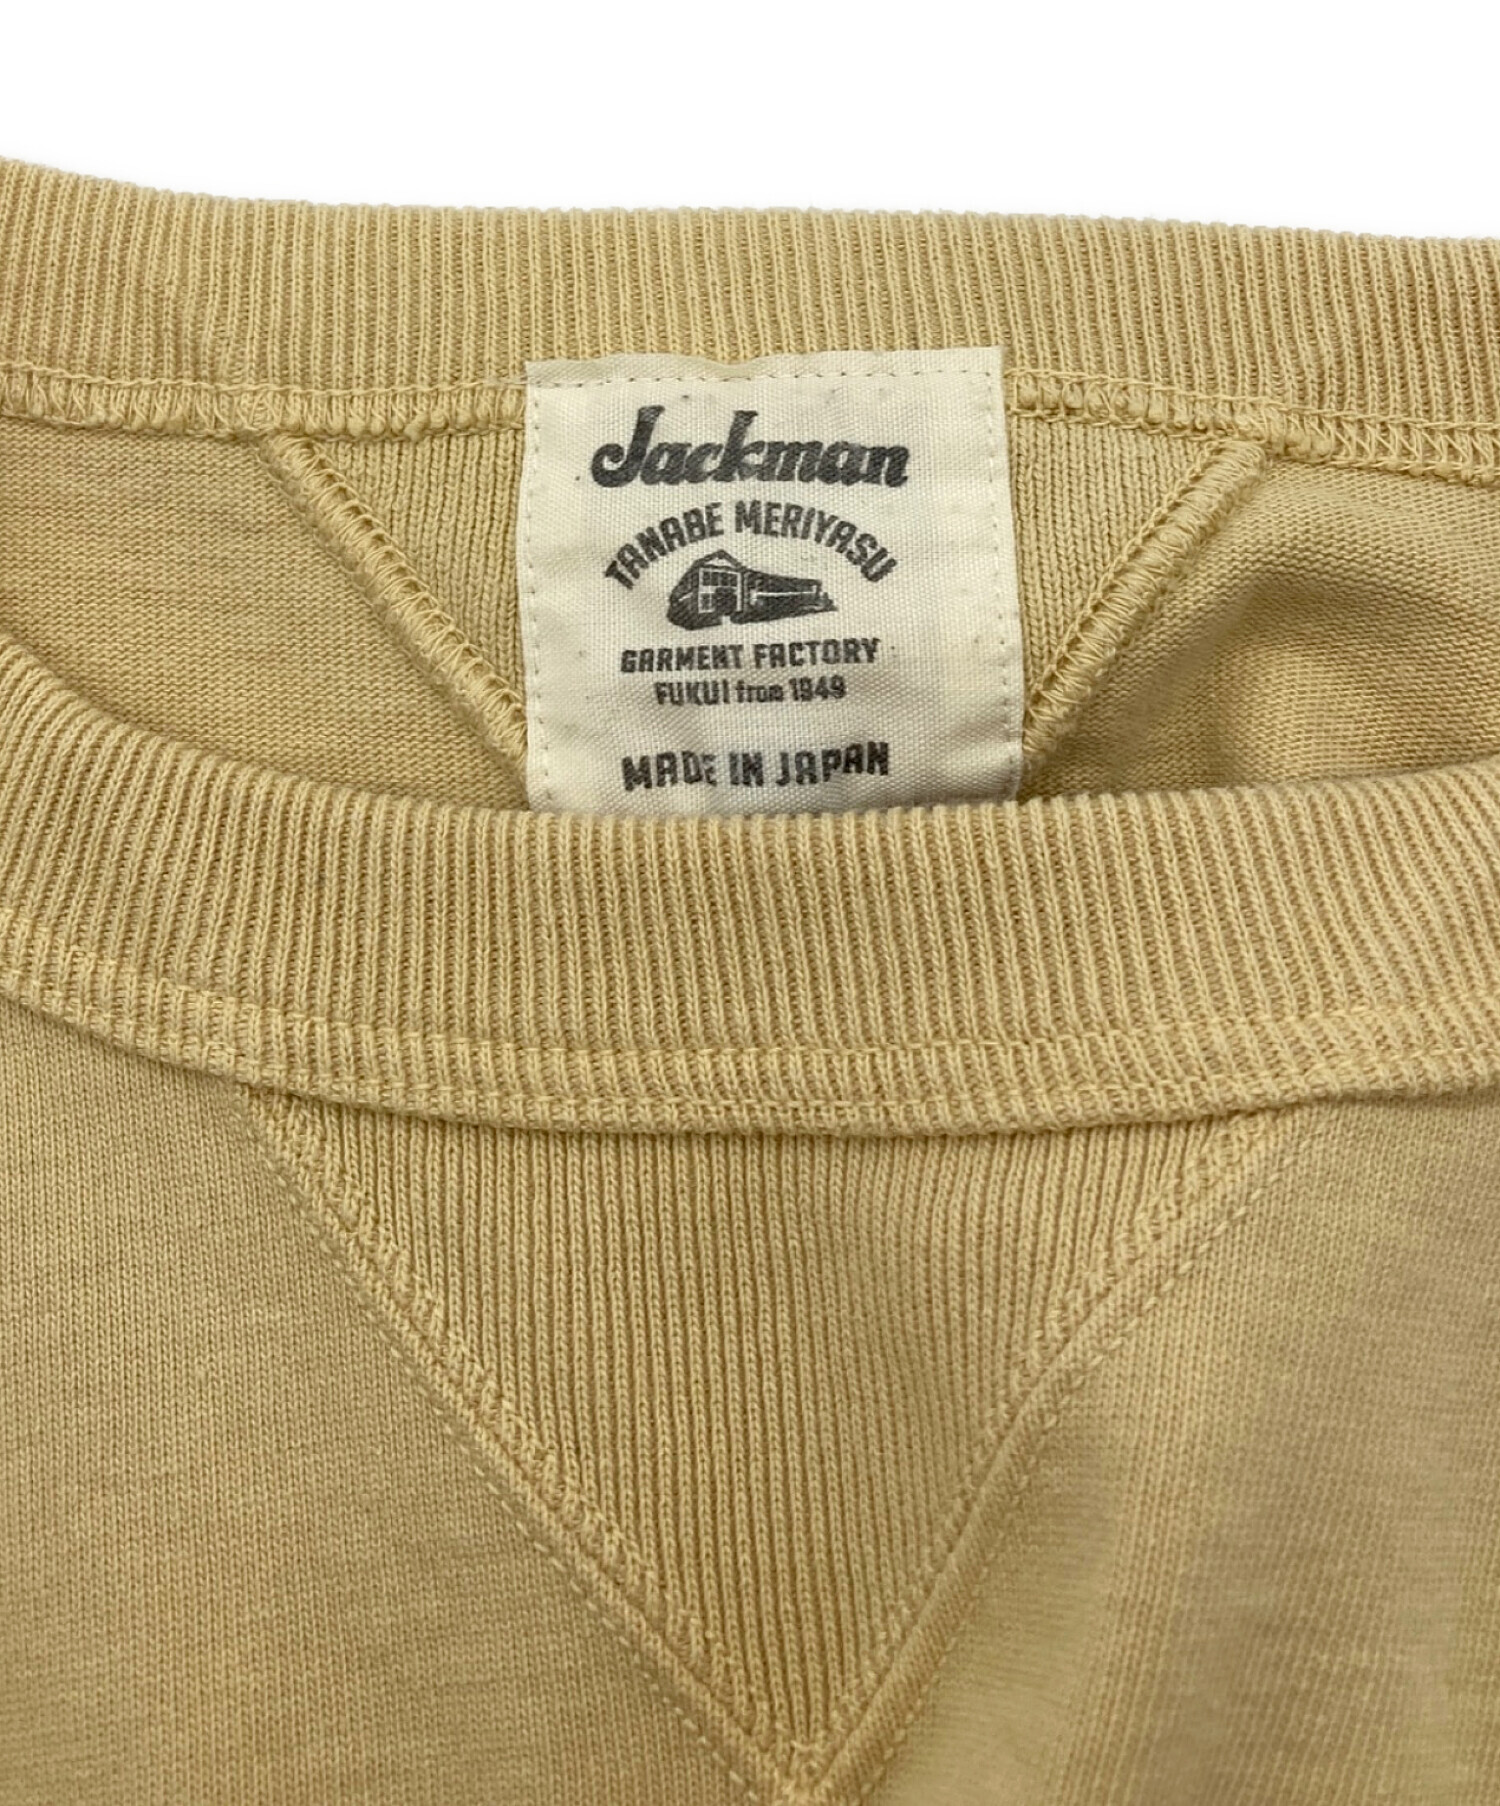 Jackman
TANABE MERIYASU
GARMENT FACTORY
FUKUI from 1949
MADE IN JAPAN